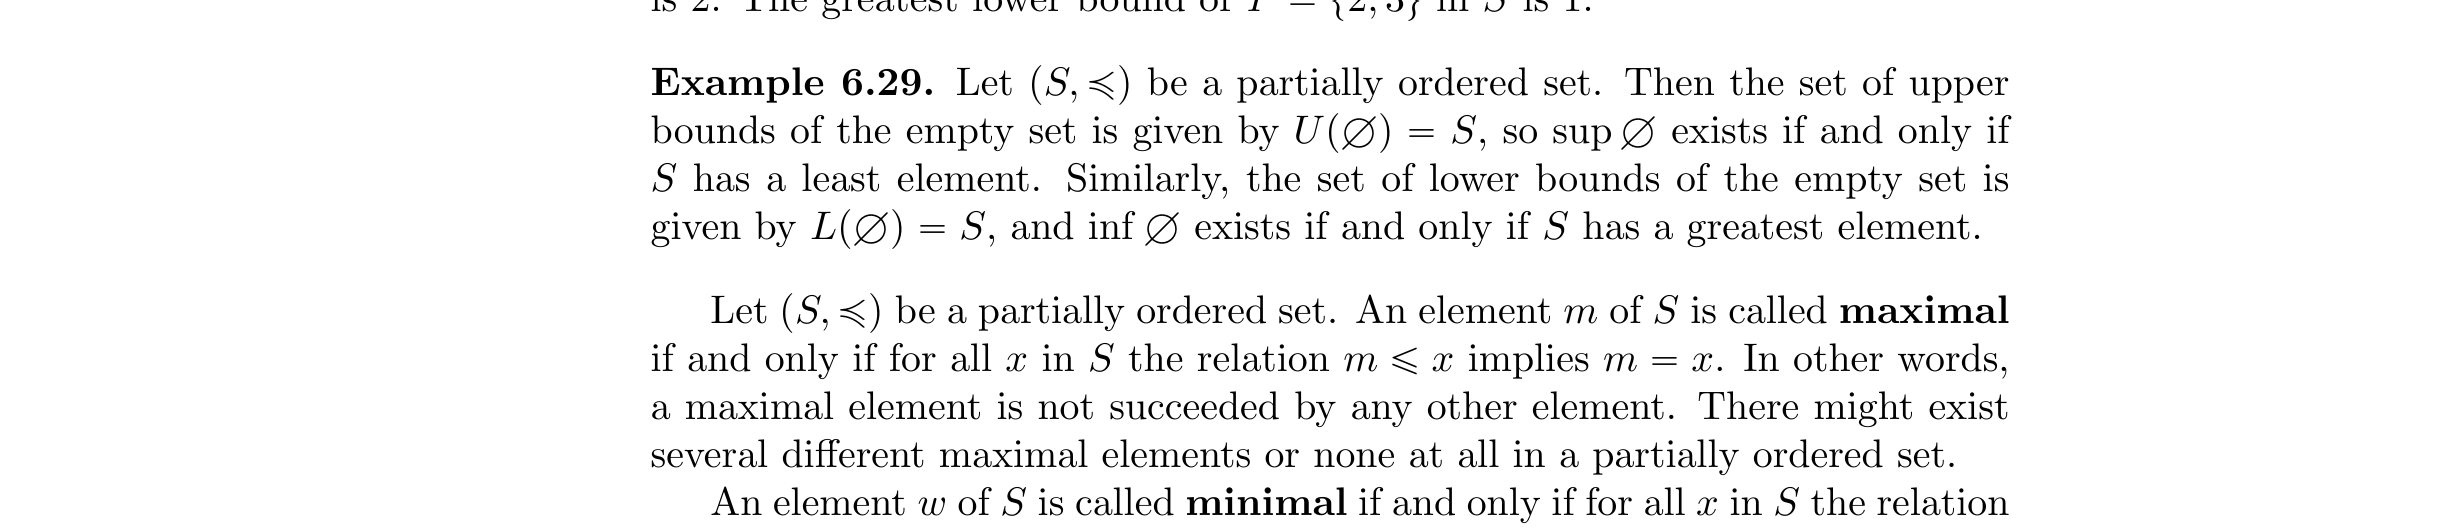 is 2. The greatest lower bound of T = {2, 3} in S is 1.
Example 6.29. Let (S, ≼) be a partially ordered set. Then the set of upper
bounds of the empty set is given by U(∅) = S, so sup ∅ exists if and only if
S has a least element. Similarly, the set of lower bounds of the empty set is
given by L(∅) = S, and inf ∅ exists if and only if S has a greatest element.
Let (S, ≼) be a partially ordered set. An element m of S is called maximal
if and only if for all x in S the relation m ≼ x implies m = x. In other words,
a maximal element is not succeeded by any other element. There might exist
several different maximal elements or none at all in a partially ordered set.
An element w of S is called minimal if and only if for all x in S the relation